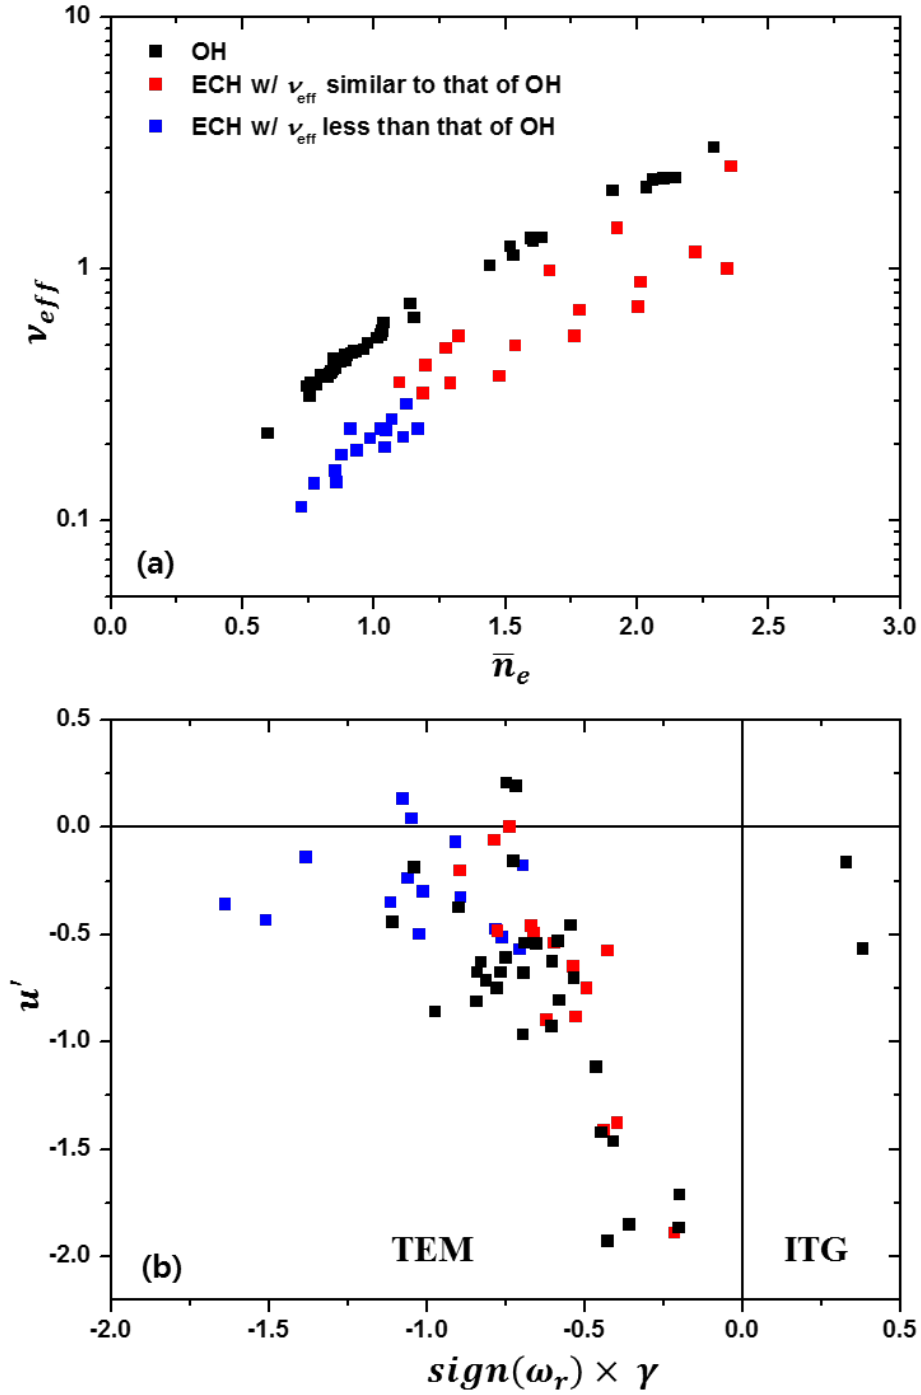 10
OH
ECH w/ νeff similar to that of OH
ECH w/ νeff less than that of OH
1
νeff
0.1
(a)
0.0 0.5 1.0 1.5 2.0 2.5 3.0
n̅e
0.5
0.0
-0.5
u'
-1.0
-1.5
-2.0
(b) TEM ITG
-2.0 -1.5 -1.0 -0.5 0.0 0.5
sign(ωr) × γ